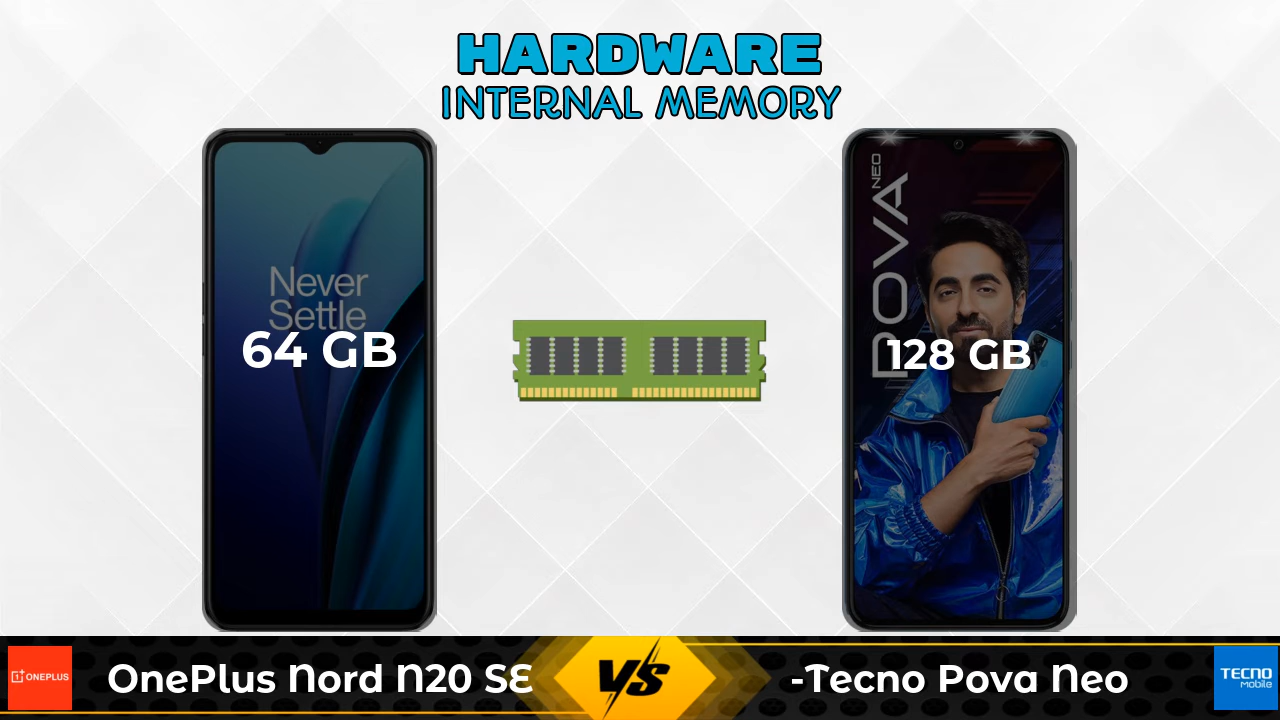 HARDWARE
INTERNAL MEMORY
Never
Settle
64 GB
POVA NEO
128 GB
ONEPLUS
OnePlus Nord N20 SE
VS
-Tecno Pova Neo
TECNO
mobile